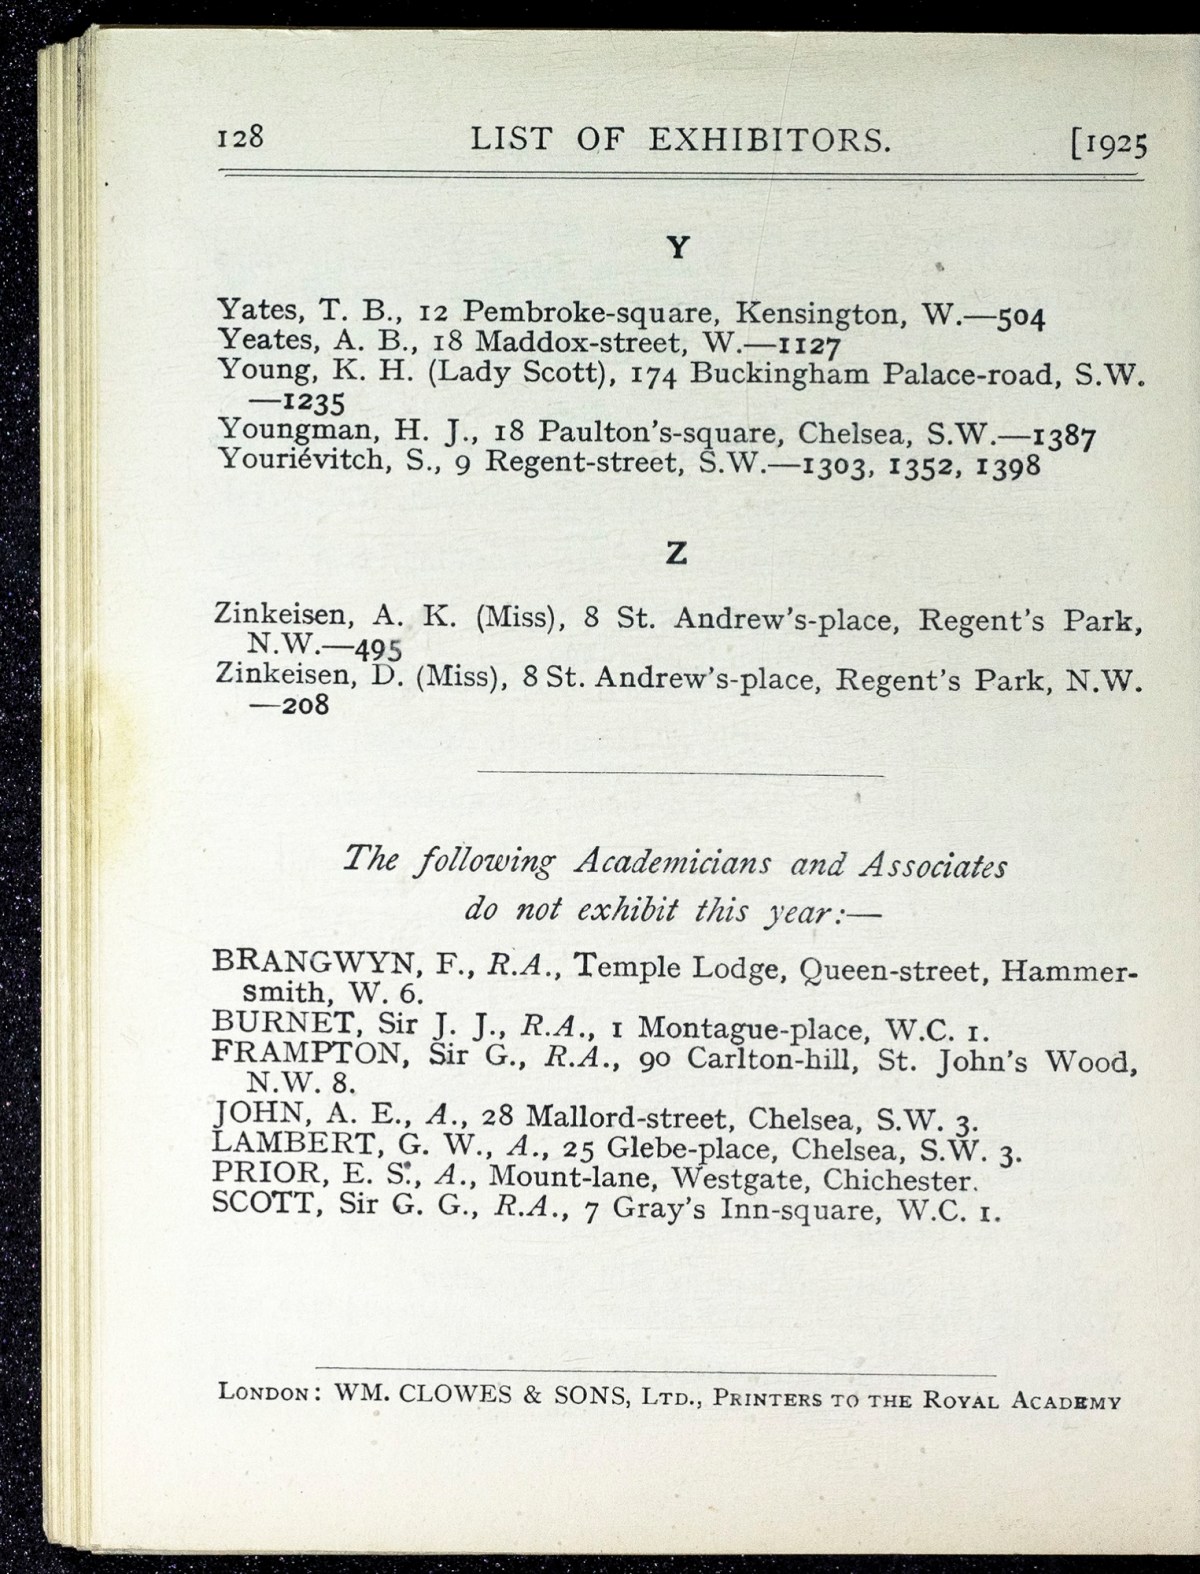 128 LIST OF EXHIBITORS. [1925
Y
Yates, T. B., 12 Pembroke-square, Kensington, W.—504
Yeates, A. B., 18 Maddox-street, W.—1127
Young, K. H. (Lady Scott), 174 Buckingham Palace-road, S.W.
—1235
Youngman, H. J., 18 Paulton's-square, Chelsea, S.W.—1387
Youriévitch, S., 9 Regent-street, S.W.—1303, 1352, 1398
Z
Zinkeisen, A. K. (Miss), 8 St. Andrew's-place, Regent's Park,
N.W.—495
Zinkeisen, D. (Miss), 8 St. Andrew's-place, Regent's Park, N.W.
—208
The following Academicians and Associates
do not exhibit this year:—
BRANGWYN, F., R.A., Temple Lodge, Queen-street, Hammer-
smith, W. 6.
BURNET, Sir J. J., R.A., 1 Montague-place, W.C. 1.
FRAMPTON, Sir G., R.A., 90 Carlton-hill, St. John's Wood,
N.W. 8.
JOHN, A. E., A., 28 Mallord-street, Chelsea, S.W. 3.
LAMBERT, G. W., A., 25 Glebe-place, Chelsea, S.W. 3.
PRIOR, E. S., A., Mount-lane, Westgate, Chichester.
SCOTT, Sir G. G., R.A., 7 Gray's Inn-square, W.C. 1.
LONDON: WM. CLOWES & SONS, LTD., PRINTERS TO THE ROYAL ACADEMY